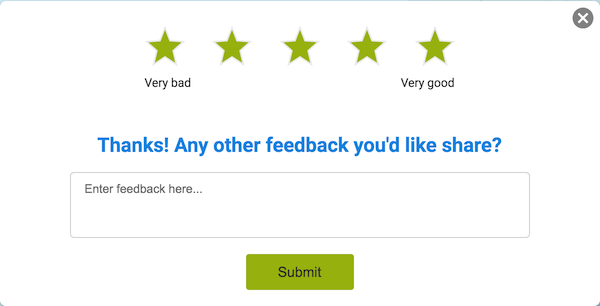 Very bad Very good
Thanks! Any other feedback you'd like share?
Enter feedback here...
Submit